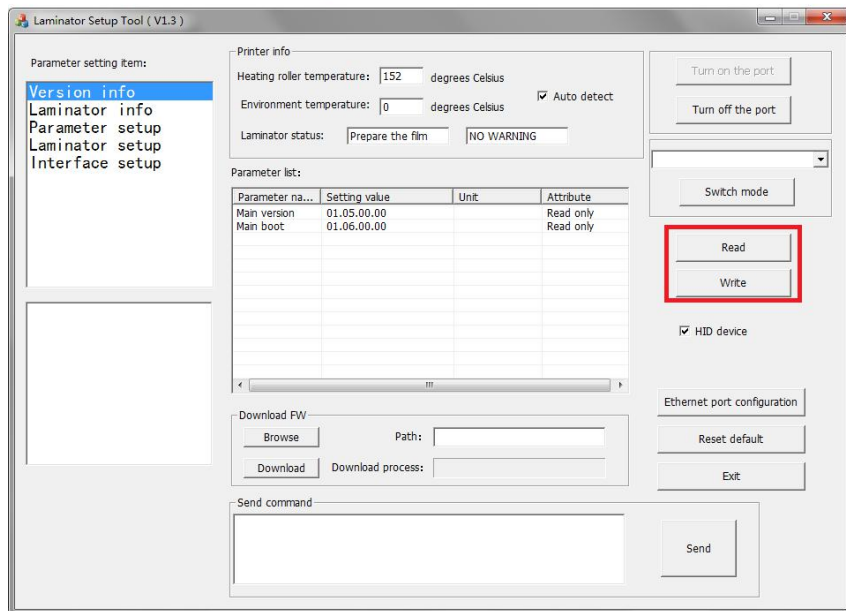 Laminator Setup Tool ( V1.3 )
Parameter setting item:
Version info
Laminator info
Parameter setup
Laminator setup
Interface setup
Printer info
Heating roller temperature: 152 degrees Celsius
Environment temperature: 0 degrees Celsius
Auto detect
Laminator status: Prepare the film NO WARNING
Parameter list:
Parameter na... Setting value Unit Attribute
Main version 01.05.00.00 Read only
Main boot 01.06.00.00 Read only
Download FW
Browse Path:
Download Download process:
Send command
Send
Turn on the port
Turn off the port
Switch mode
Read
Write
HID device
Ethernet port configuration
Reset default
Exit